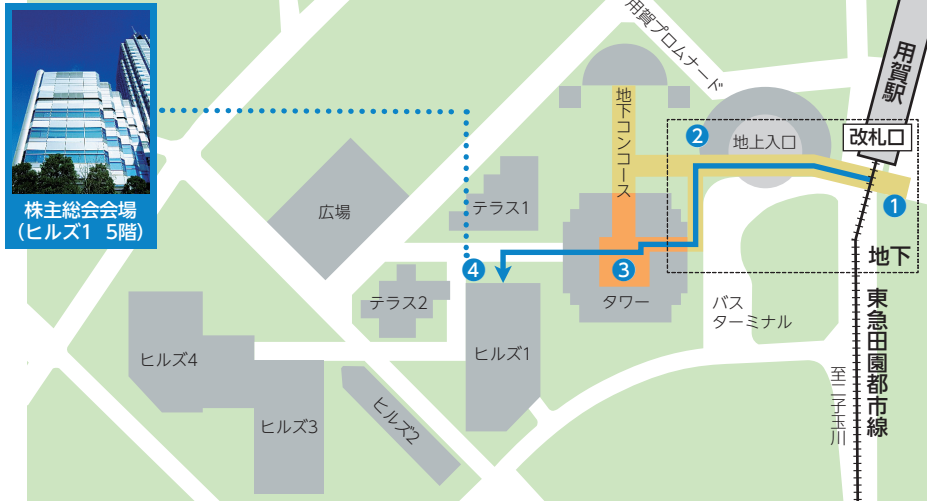 株主総会会場
(ヒルズ1 5階)
用賀プロムナード
用賀駅
改札口
地下コンコース
2
地上入口
1
地下
広場
テラス1
4
3
タワー
テラス2
バス
ターミナル
東急田園都市線
至二子玉川
ヒルズ1
ヒルズ4
ヒルズ3
ヒルズ2